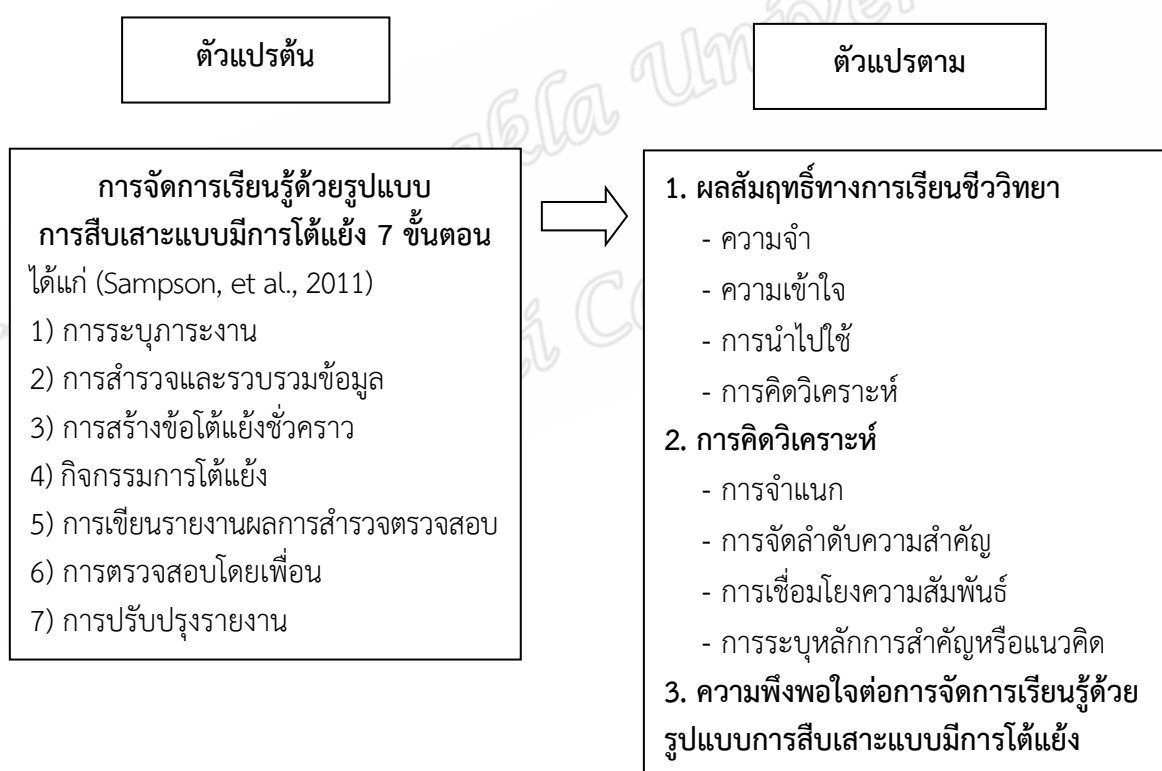 ตัวแปรต้น
ตัวแปรตาม
การจัดการเรียนรู้ด้วยรูปแบบ
การสืบเสาะแบบมีการโต้แย้ง 7 ขั้นตอน
ได้แก่ (Sampson, et al., 2011)
1) การระบุภาระงาน
2) การสำรวจและรวบรวมข้อมูล
3) การสร้างข้อโต้แย้งชั่วคราว
4) กิจกรรมการโต้แย้ง
5) การเขียนรายงานผลการสำรวจตรวจสอบ
6) การตรวจสอบโดยเพื่อน
7) การปรับปรุงรายงาน
1. ผลสัมฤทธิ์ทางการเรียนชีววิทยา
- ความจำ
- ความเข้าใจ
- การนำไปใช้
- การคิดวิเคราะห์
2. การคิดวิเคราะห์
- การจำแนก
- การจัดลำดับความสำคัญ
- การเชื่อมโยงความสัมพันธ์
- การระบุหลักการสำคัญหรือแนวคิด
3. ความพึงพอใจต่อการจัดการเรียนรู้ด้วย
รูปแบบการสืบเสาะแบบมีการโต้แย้ง